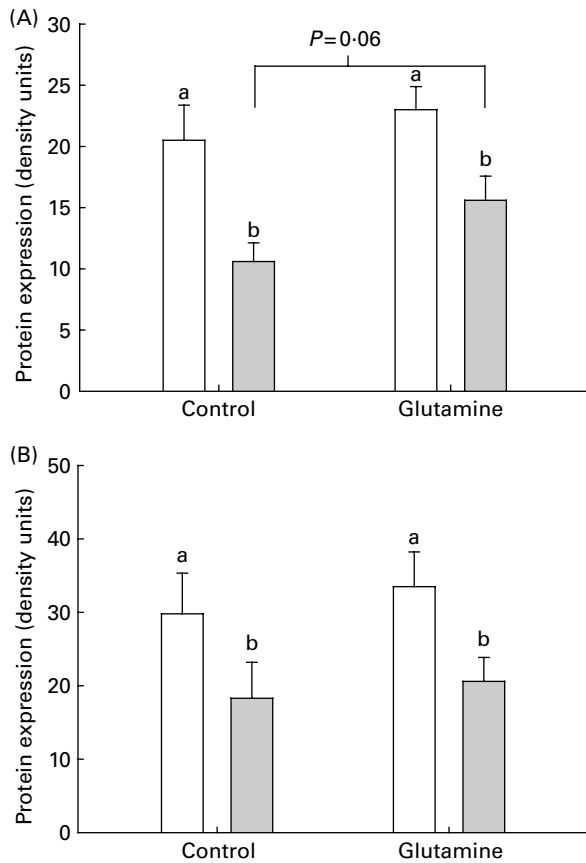 (A)
Protein expression (density units)
30
25
20
15
10
5
0
P=0·06
a
b
a
b
Control
Glutamine
(B)
Protein expression (density units)
50
40
30
20
10
0
a
b
a
b
Control
Glutamine